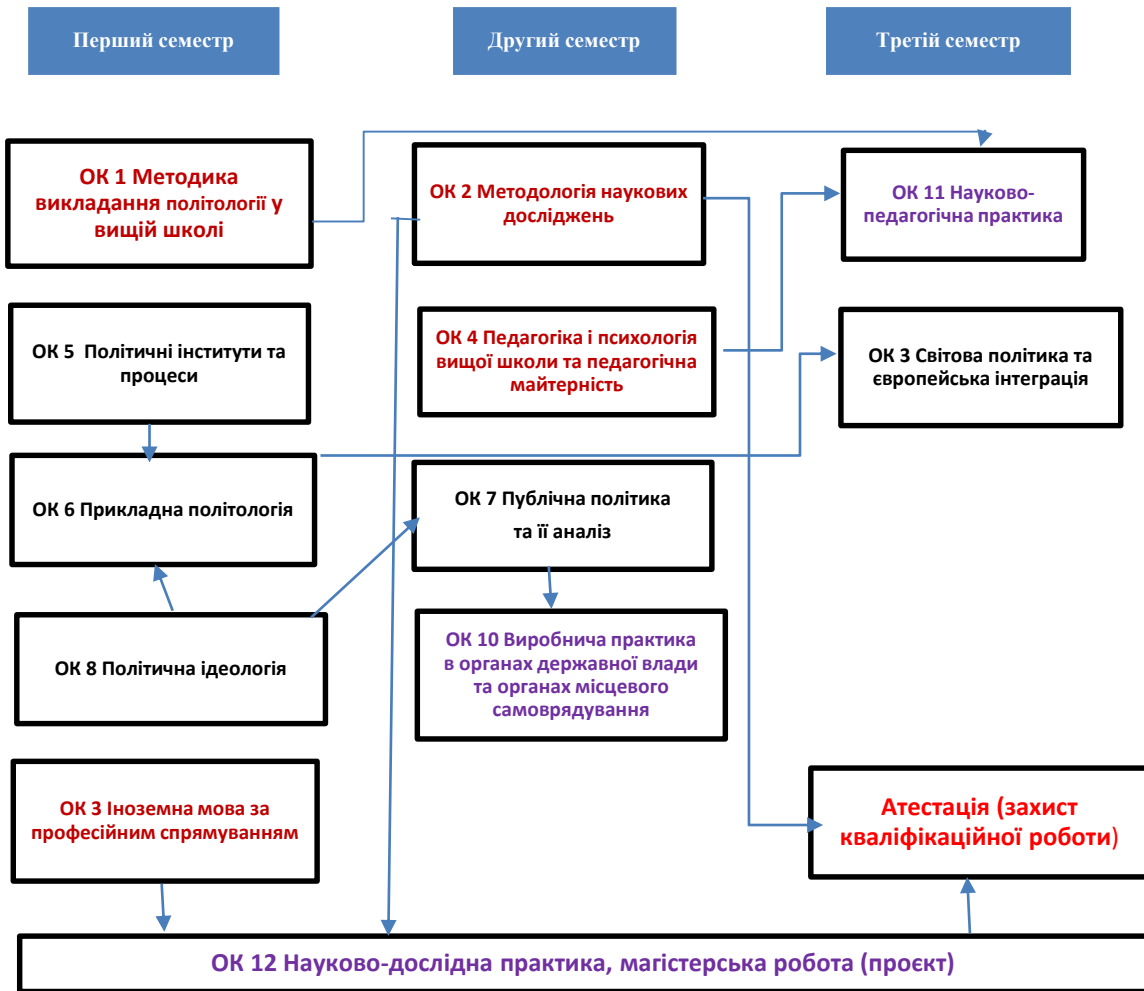 Перший семестр
Другий семестр
Третій семестр
ОК 1 Методика
викладання політології у
вищій школі
ОК 2 Методологія наукових
досліджень
ОК 11 Науково-
педагогічна практика
ОК 5 Політичні інститути та
процеси
ОК 4 Педагогіка і психологія
вищої школи та педагогічна
майтерність
ОК 3 Світова політика та
європейська інтеграція
ОК 6 Прикладна політологія
ОК 7 Публічна політика
та її аналіз
ОК 8 Політична ідеологія
ОК 10 Виробнича практика
в органах державної влади
та органах місцевого
самоврядування
ОК 3 Іноземна мова за
професійним спрямуванням
Атестація (захист
кваліфікаційної роботи)
ОК 12 Науково-дослідна практика, магістерська робота (проєкт)